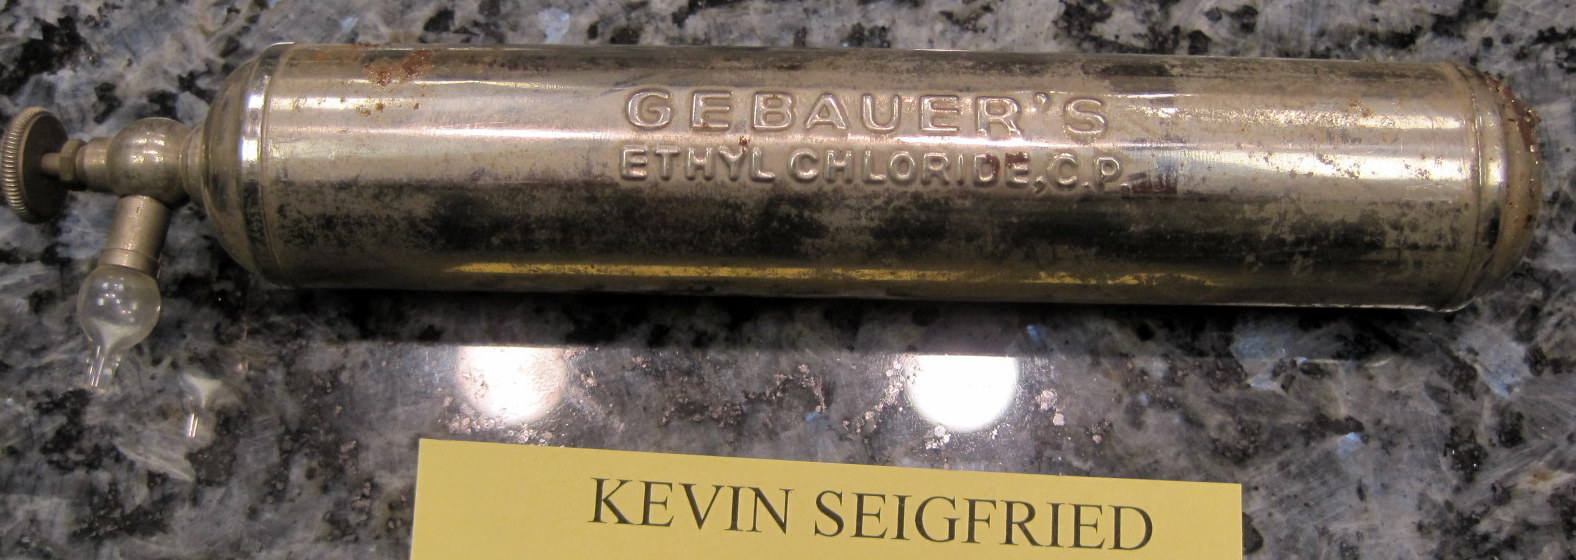 GEBAUER'S
ETHYL CHLORIDE, C.P.
KEVIN SEIGFRIED